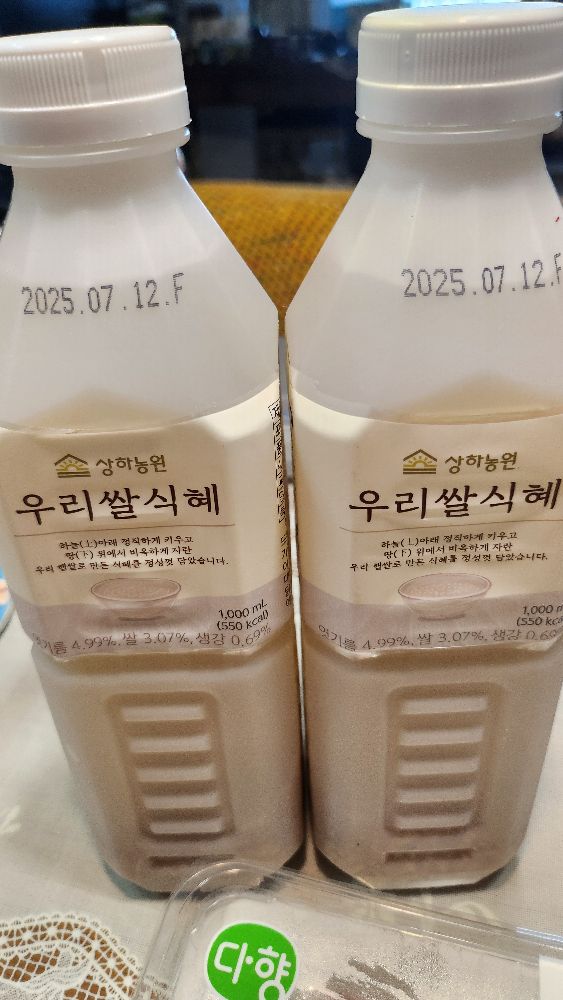 2025.07.12.F
상하농원
우리쌀식혜
하늘(上)아래 정직하게 키우고
땅(下) 위에서 비옥하게 자란
우리 햅쌀로 만든 식혜를 정성껏 담았습니다.
1,000 mL
(550 kcal)
엿기름 4.99%, 쌀 3.07%, 생강 0.69%
2025.07.12.F
상하농원
우리쌀식혜
하늘(上)아래 정직하게 키우고
땅(下) 위에서 비옥하게 자란
우리 햅쌀로 만든 식혜를 정성껏 담았습니다.
1,000 m
(550 kcal)
엿기름 4.99%, 쌀 3.07%, 생강 0.69
다향